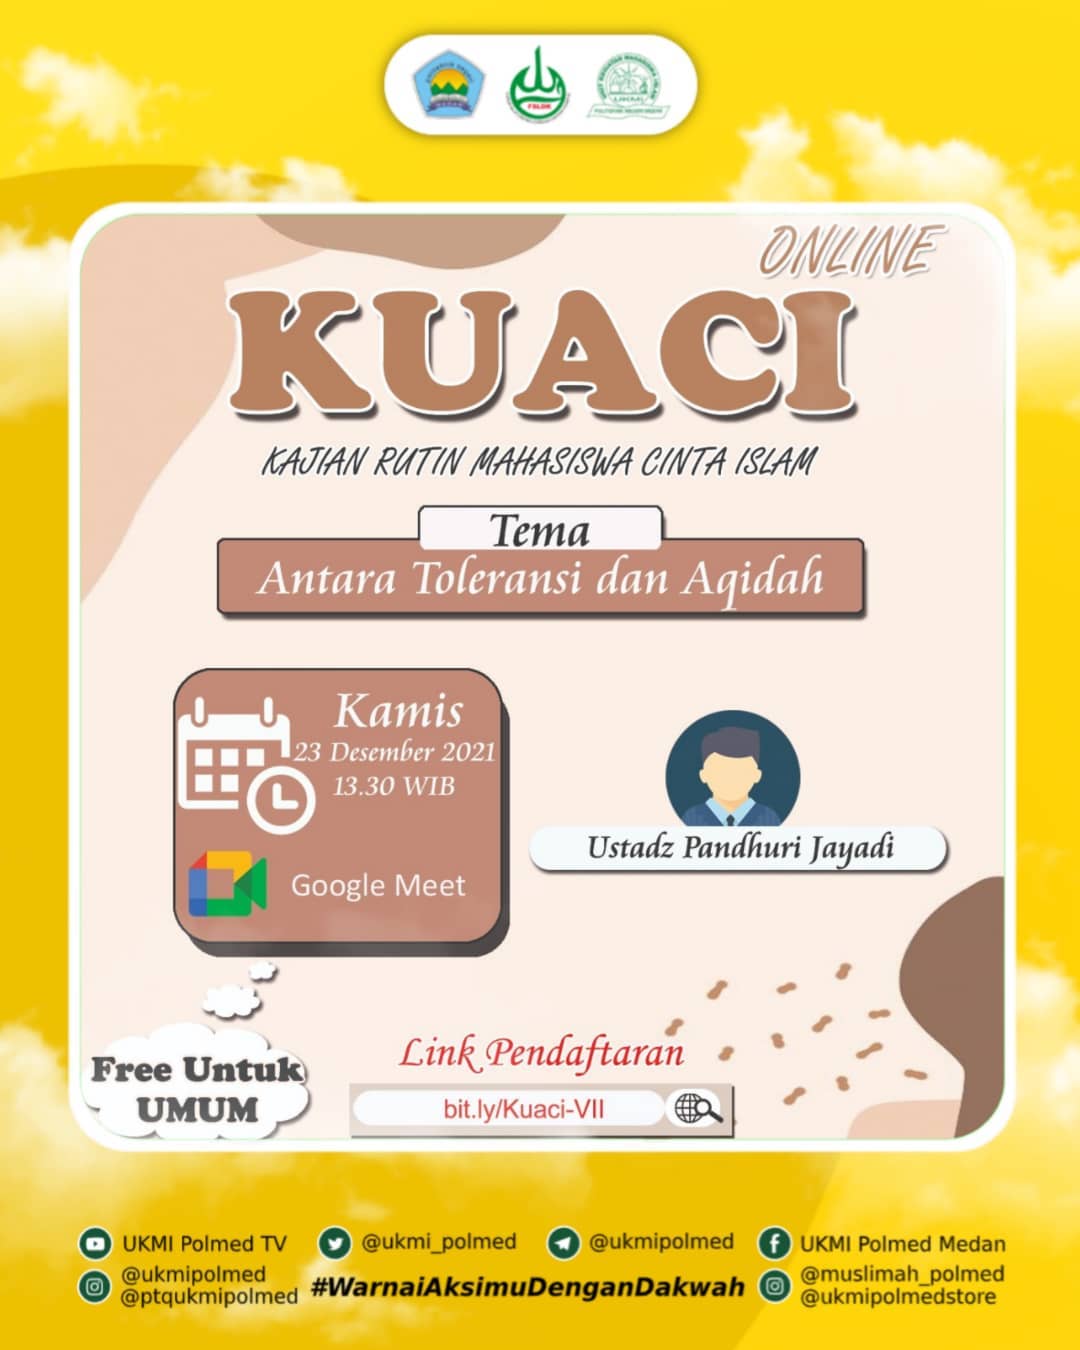 FSLDK
ONLINE
KUACI
KAJIAN RUTIN MAHASISWA CINTA ISLAM
Tema
Antara Toleransi dan Aqidah
Kamis
23 Desember 2021
13.30 WIB
Google Meet
Ustadz Pandhuri Jayadi
Free Untuk
UMUM
Link Pendaftaran
bit.ly/Kuaci-VII
UKMI Polmed TV
@ukmi_polmed
@ukmipolmed
UKMI Polmed Medan
@ukmipolmed
@ptqukmipolmed
#WarnaiAksimuDenganDakwah
@muslimah_polmed
@ukmipolmedstore